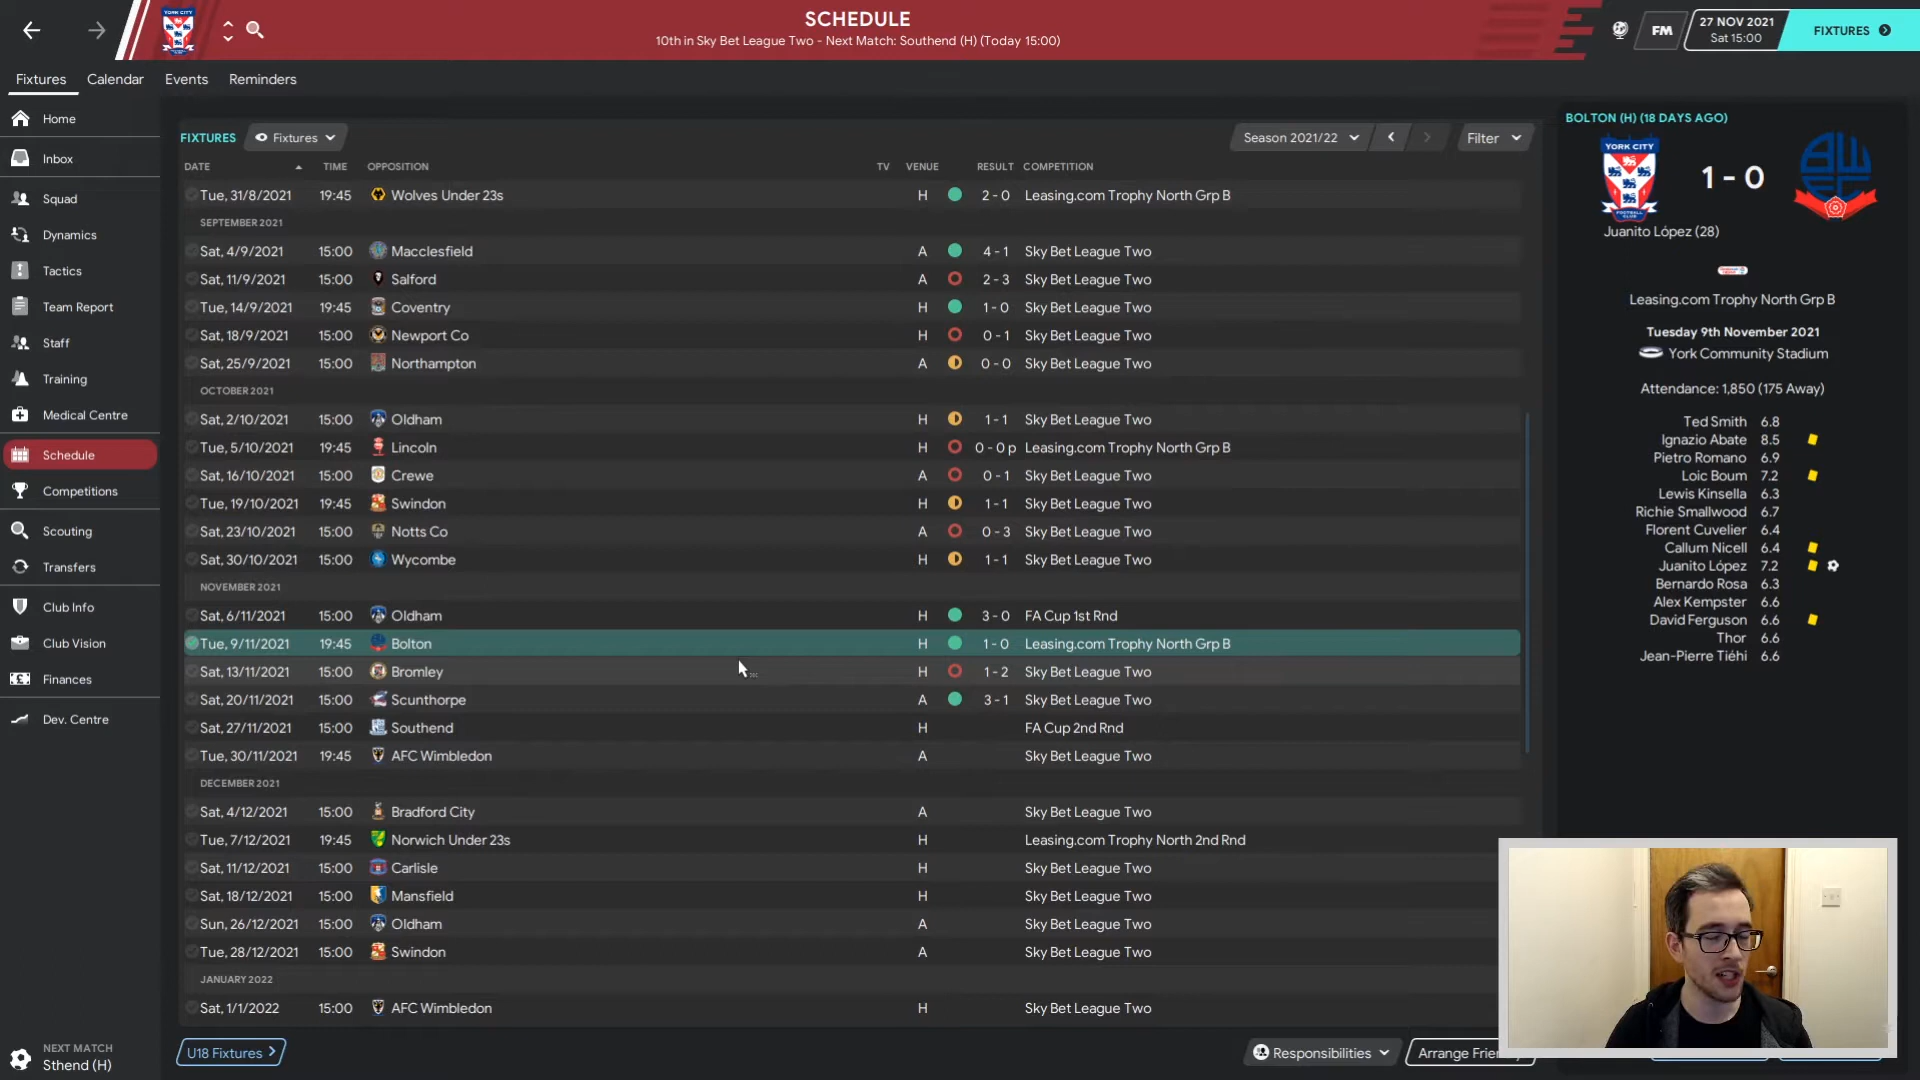 SCHEDULE
10th in Sky Bet League Two - Next Match: Southend (H) (Today 15:00)
FM
27 NOV 2021
Sat 15:00
FIXTURES
Fixtures Calendar Events Reminders
Home
Inbox
Squad
Dynamics
Tactics
Team Report
Staff
Training
Medical Centre
Schedule
Competitions
Scouting
Transfers
Club Info
Club Vision
Finances
Dev. Centre
NEXT MATCH
Sthend (H)
FIXTURES Fixtures Season 2021/22 Filter
DATE TIME OPPOSITION TV VENUE RESULT COMPETITION
Tue, 31/8/2021 19:45 Wolves Under 23s H 2 - 0 Leasing.com Trophy North Grp B
SEPTEMBER 2021
Sat, 4/9/2021 15:00 Macclesfield A 4 - 1 Sky Bet League Two
Sat, 11/9/2021 15:00 Salford A 2 - 3 Sky Bet League Two
Tue, 14/9/2021 19:45 Coventry H 1 - 0 Sky Bet League Two
Sat, 18/9/2021 15:00 Newport Co H 0 - 1 Sky Bet League Two
Sat, 25/9/2021 15:00 Northampton A 0 - 0 Sky Bet League Two
OCTOBER 2021
Sat, 2/10/2021 15:00 Oldham H 1 - 1 Sky Bet League Two
Tue, 5/10/2021 19:45 Lincoln H 0 - 0 p Leasing.com Trophy North Grp B
Sat, 16/10/2021 15:00 Crewe A 0 - 1 Sky Bet League Two
Tue, 19/10/2021 19:45 Swindon H 1 - 1 Sky Bet League Two
Sat, 23/10/2021 15:00 Notts Co A 0 - 3 Sky Bet League Two
Sat, 30/10/2021 15:00 Wycombe H 1 - 1 Sky Bet League Two
NOVEMBER 2021
Sat, 6/11/2021 15:00 Oldham H 3 - 0 FA Cup 1st Rnd
Tue, 9/11/2021 19:45 Bolton H 1 - 0 Leasing.com Trophy North Grp B
Sat, 13/11/2021 15:00 Bromley H 1 - 2 Sky Bet League Two
Sat, 20/11/2021 15:00 Scunthorpe A 3 - 1 Sky Bet League Two
Sat, 27/11/2021 15:00 Southend H FA Cup 2nd Rnd
Tue, 30/11/2021 19:45 AFC Wimbledon A Sky Bet League Two
DECEMBER 2021
Sat, 4/12/2021 15:00 Bradford City A Sky Bet League Two
Tue, 7/12/2021 19:45 Norwich Under 23s H Leasing.com Trophy North 2nd Rnd
Sat, 11/12/2021 15:00 Carlisle H Sky Bet League Two
Sat, 18/12/2021 15:00 Mansfield H Sky Bet League Two
Sun, 26/12/2021 15:00 Oldham A Sky Bet League Two
Tue, 28/12/2021 15:00 Swindon A Sky Bet League Two
JANUARY 2022
Sat, 1/1/2022 15:00 AFC Wimbledon H Sky Bet League Two
U18 Fixtures Responsibilities Arrange Frien
BOLTON (H) (18 DAYS AGO)
YORK CITY
FOOTBALL CLUB
1 - 0
Juanito López (28)
Leasing.com Trophy North Grp B
Tuesday 9th November 2021
York Community Stadium
Attendance: 1,850 (175 Away)
Ted Smith 6.8
Ignazio Abate 8.5
Pietro Romano 6.9
Loic Boum 7.2
Lewis Kinsella 6.3
Richie Smallwood 6.7
Florent Cuvelier 6.4
Callum Nicell 6.4
Juanito López 7.2
Bernardo Rosa 6.3
Alex Kempster 6.6
David Ferguson 6.6
Thor 6.6
Jean-Pierre Tiéhi 6.6